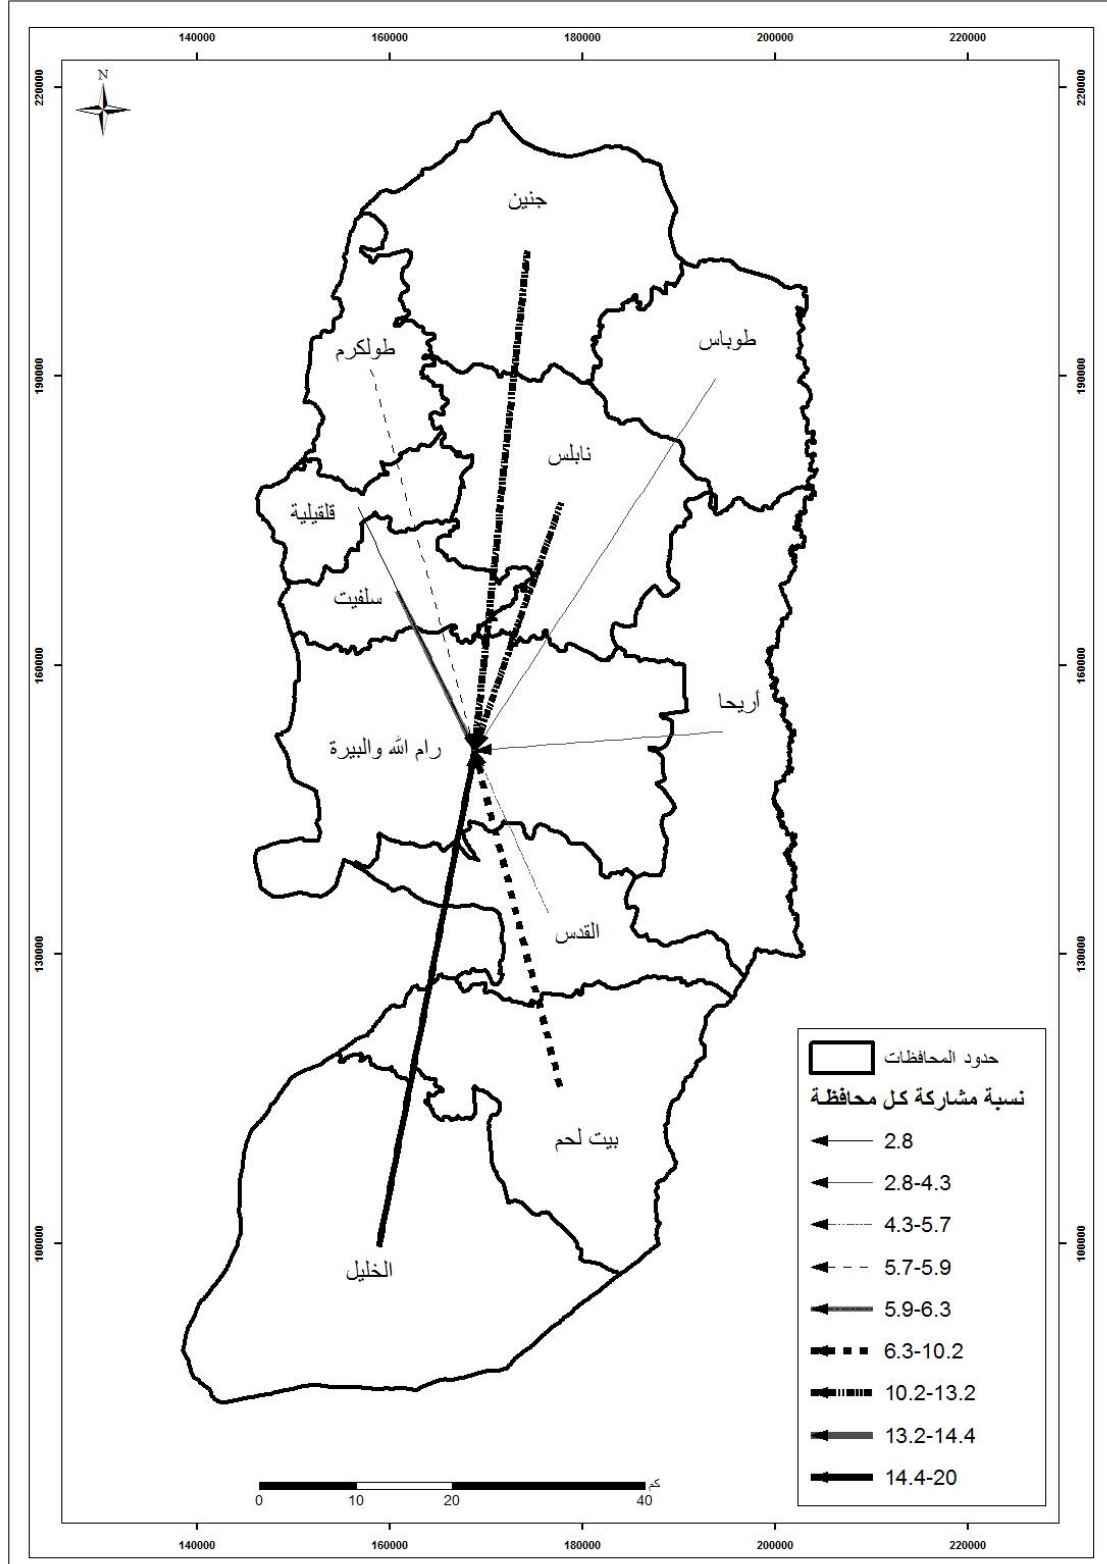 140000 160000 180000 200000 220000
N
220000 220000
جنين
طوباس
طولكرم
190000 190000
نابلس
قلقيلية
سلفيت
160000 160000
أريحا
رام الله والبيرة
القدس
130000 130000
حدود المحافظات
نسبة مشاركة كل محافظة
2.8
بيت لحم
2.8-4.3
4.3-5.7
100000 100000
الخليل
5.7-5.9
5.9-6.3
6.3-10.2
10.2-13.2
13.2-14.4
14.4-20
كم
0 10 20 40
140000 160000 180000 200000 220000